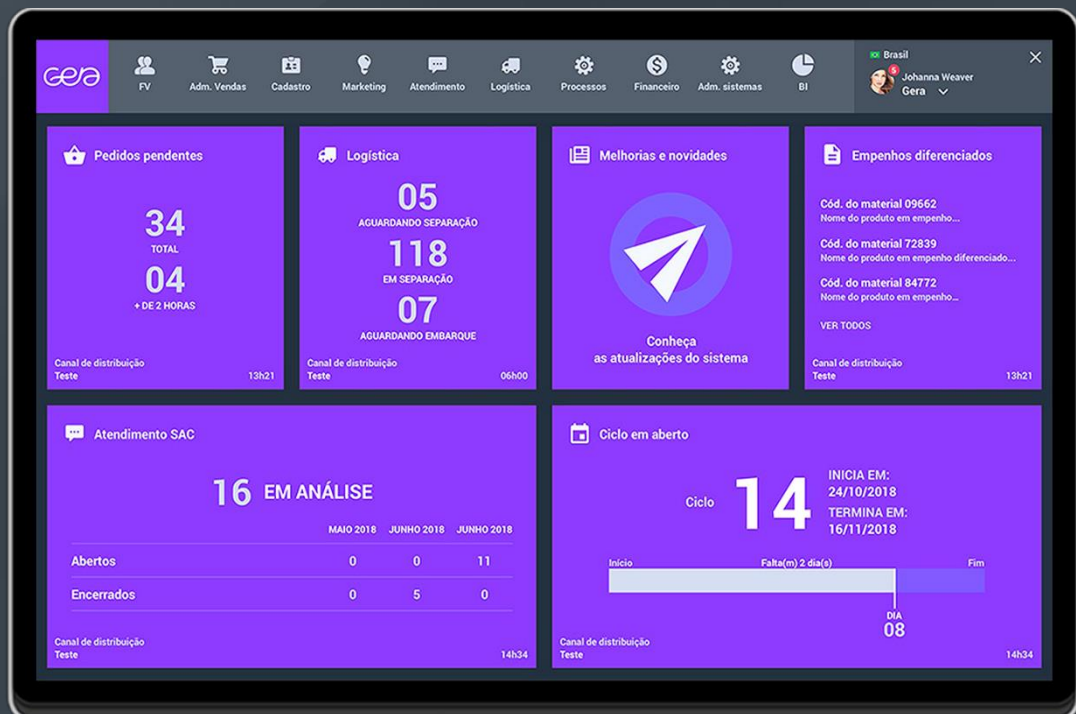 Gera
FV
Adm. Vendas
Cadastro
Marketing
Atendimento
Logística
Processos
Financeiro
Adm. sistemas
BI
Brasil
5
Johanna Weaver
Gera
Pedidos pendentes
34
TOTAL
04
+ DE 2 HORAS
Canal de distribuição
Teste
13h21
Logística
05
AGUARDANDO SEPARAÇÃO
118
EM SEPARAÇÃO
07
AGUARDANDO EMBARQUE
Canal de distribuição
Teste
06h00
Melhorias e novidades
Conheça
as atualizações do sistema
Empenhos diferenciados
Cód. do material 09662
Nome do produto em empenho...
Cód. do material 72839
Nome do produto em empenho diferenciado...
Cód. do material 84772
Nome do produto em empenho...
VER TODOS
Canal de distribuição
Teste
13h21
Atendimento SAC
16 EM ANÁLISE
MAIO 2018 JUNHO 2018 JUNHO 2018
Abertos 0 0 11
Encerrados 0 5 0
Canal de distribuição
Teste
14h34
Ciclo em aberto
Ciclo 14
INICIA EM:
24/10/2018
TERMINA EM:
16/11/2018
Início Falta(m) 2 dia(s) Fim
DIA
08
Canal de distribuição
Teste
14h34